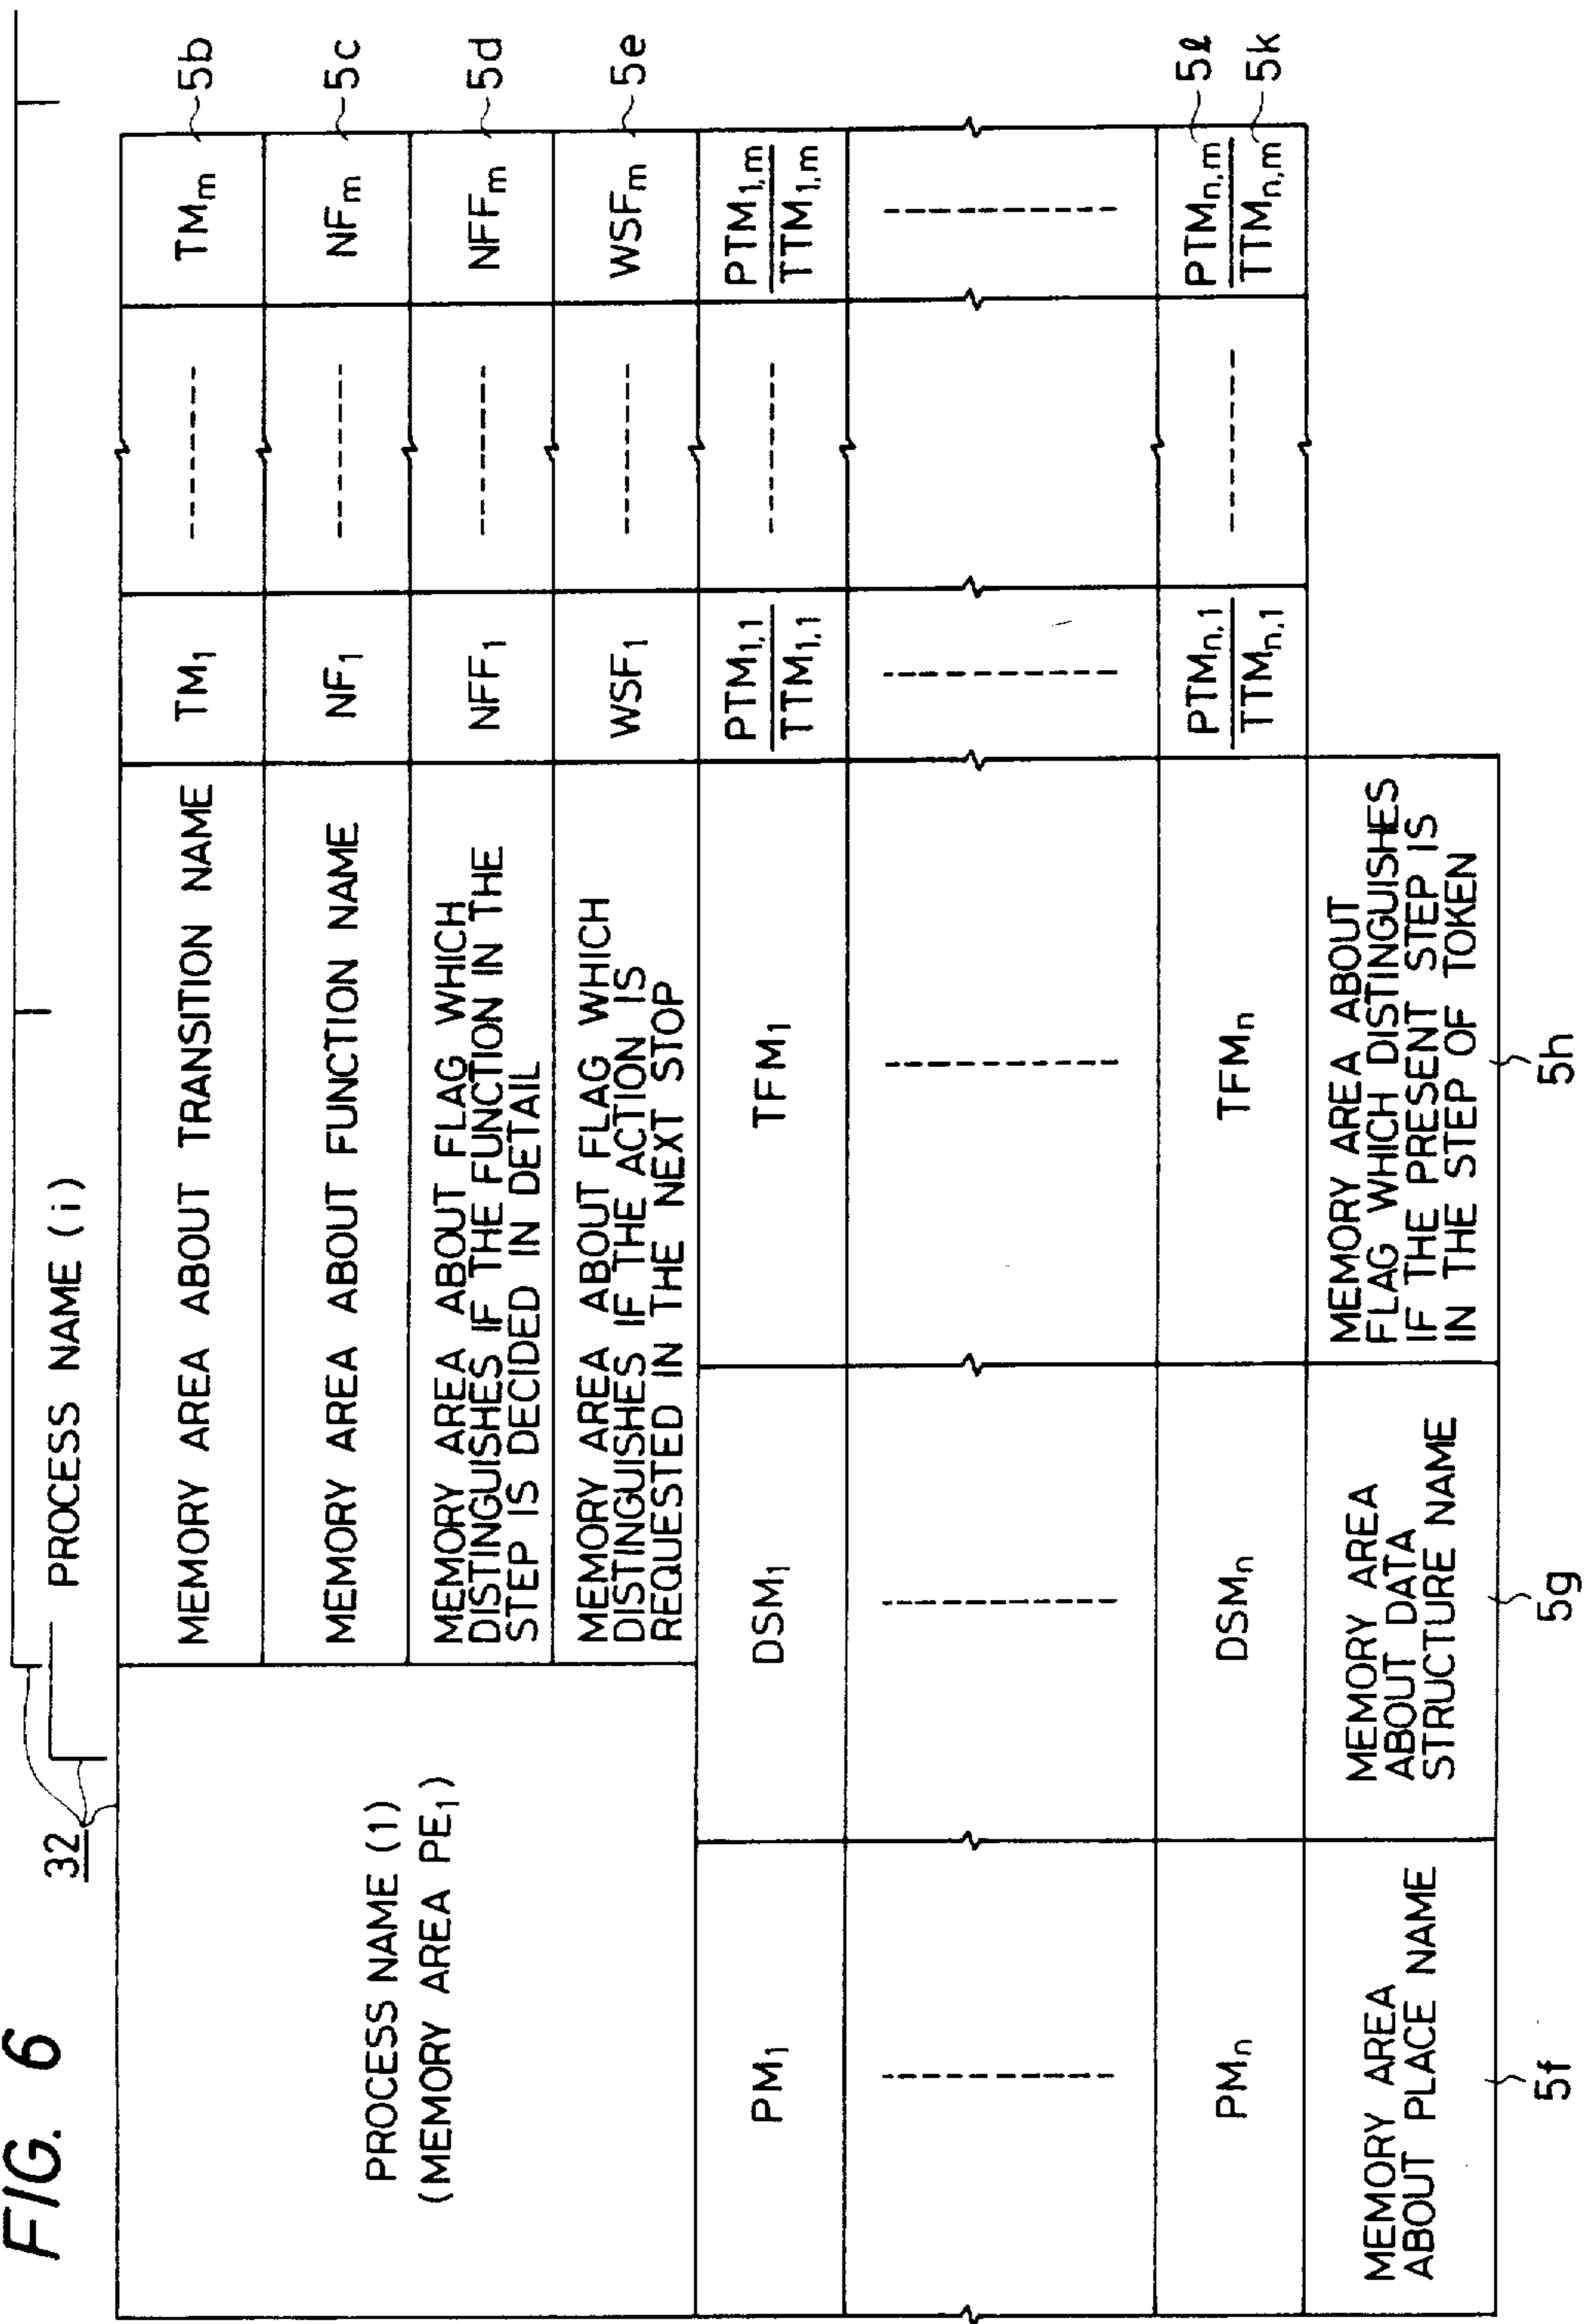 FIG. 6
32
PROCESS NAME (i)
PROCESS NAME (1)
(MEMORY AREA PE1)
MEMORY AREA ABOUT TRANSITION NAME
TM1
TMm
5b
MEMORY AREA ABOUT FUNCTION NAME
NF1
NFm
5c
MEMORY AREA ABOUT FLAG WHICH
DISTINGUISHES IF THE FUNCTION IN THE
STEP IS DECIDED IN DETAIL
NFF1
NFFm
5d
MEMORY AREA ABOUT FLAG WHICH
DISTINGUISHES IF THE ACTION IS
REQUESTED IN THE NEXT STOP
WSF1
WSFm
5e
PM1
DSM1
TFM1
PTM1,1
TTM1,1
PTM1,m
TTM1,m
PMn
DSMn
TFMn
PTMn,1
TTMn,1
PTMn,m
TTMn,m
5ℓ
5k
MEMORY AREA
ABOUT PLACE NAME
MEMORY AREA
ABOUT DATA
STRUCTURE NAME
MEMORY AREA ABOUT
FLAG WHICH DISTINGUISHES
IF THE PRESENT STEP IS
IN THE STEP OF TOKEN
5f
5g
5h